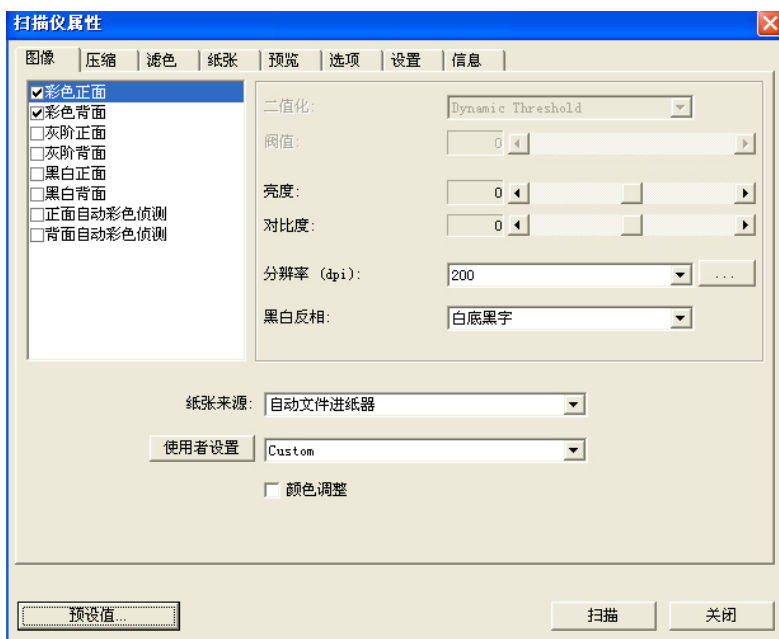 扫描仪属性
图像 压缩 滤色 纸张 预览 选项 设置 信息
彩色正面
彩色背面
灰阶正面
灰阶背面
黑白正面
黑白背面
正面自动彩色侦测
背面自动彩色侦测
二值化: Dynamic Threshold
阀值: 0
亮度: 0
对比度: 0
分辨率 (dpi): 200 ...
黑白反相: 白底黑字
纸张来源: 自动文件进纸器
使用者设置 Custom
颜色调整
预设值... 扫描 关闭